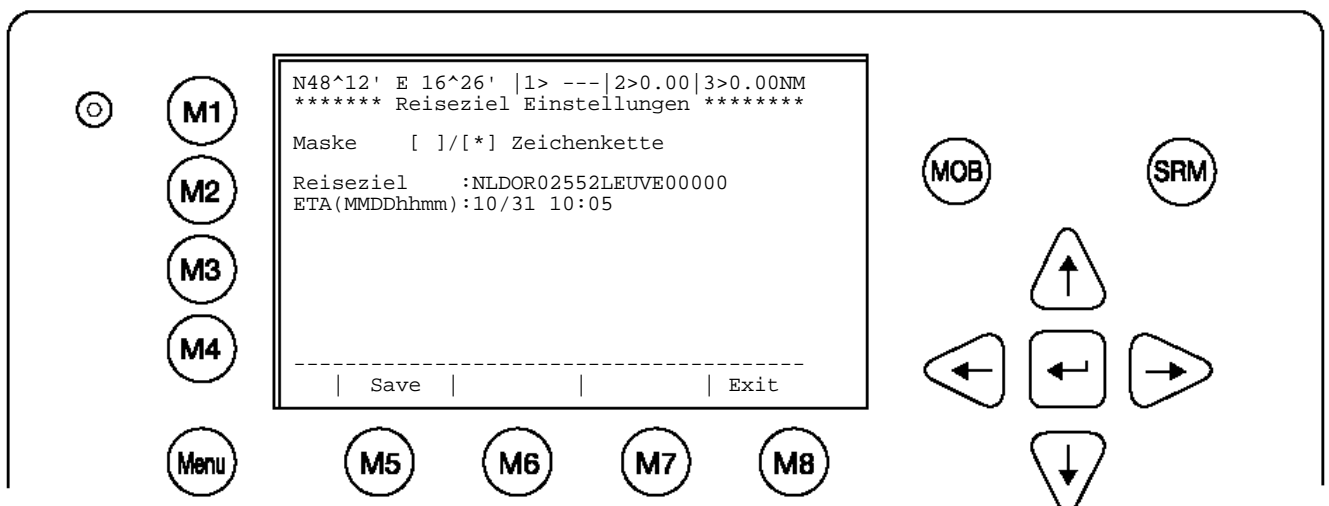 N48^12' E 16^26' |1> ---|2>0.00|3>0.00NM
******* Reiseziel Einstellungen ********
Maske [ ]/[*] Zeichenkette
Reiseziel :NLDOR02552LEUVE00000
ETA(MMDDhhmm):10/31 10:05
----------------------------------------
| Save | | | Exit
M1
M2
M3
M4
MOB
SRM
Menu
M5
M6
M7
M8